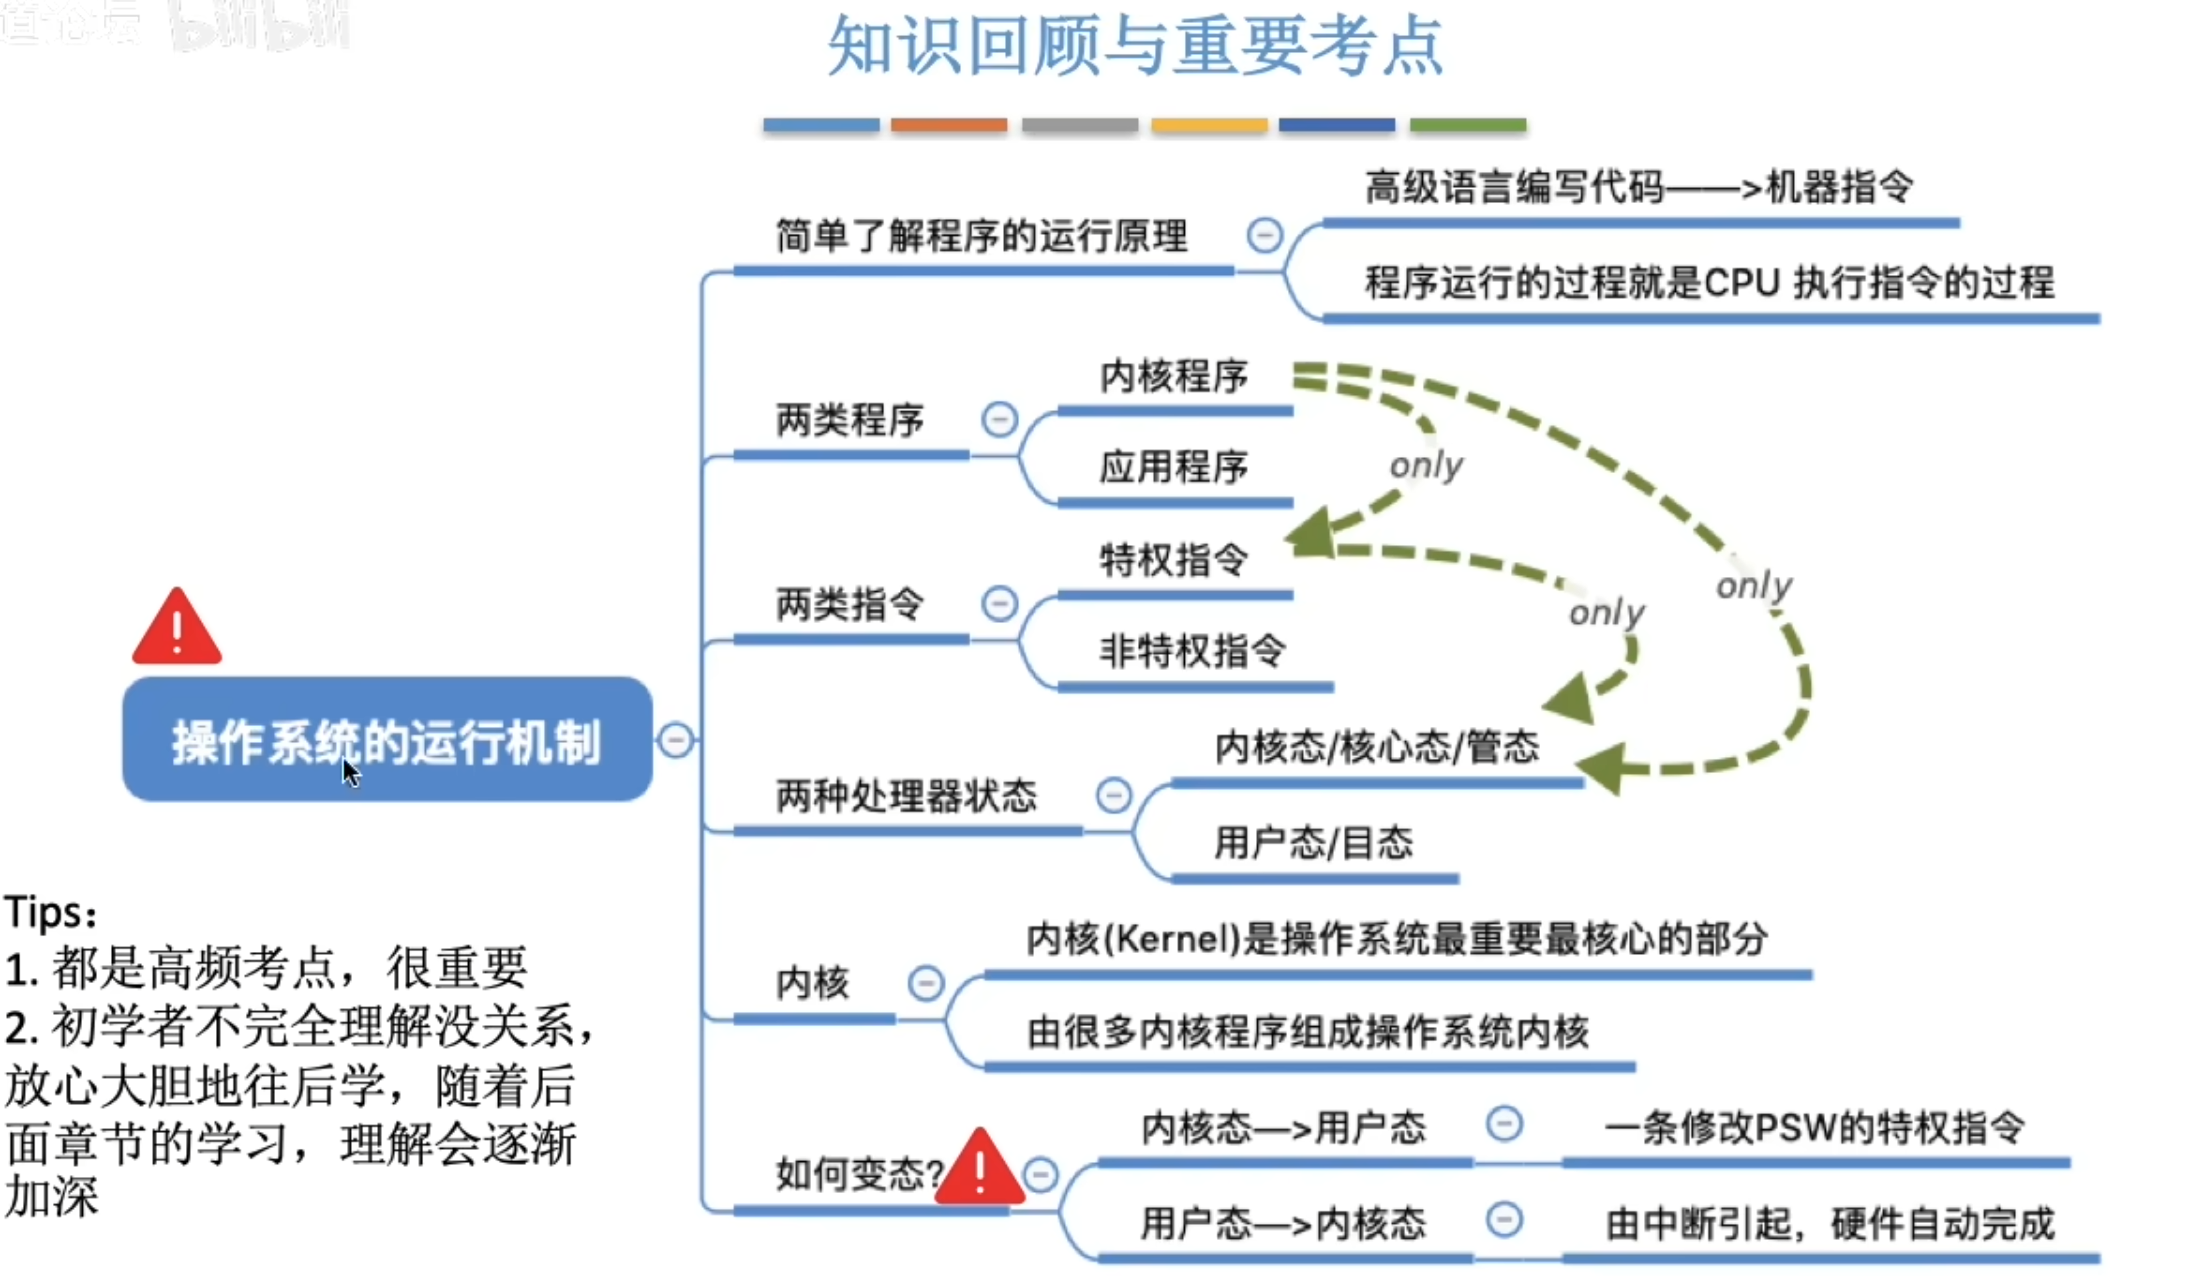 道论坛 bilibili
知识回顾与重要考点
高级语言编写代码——>机器指令
简单了解程序的运行原理
程序运行的过程就是CPU 执行指令的过程
内核程序
两类程序
应用程序
only
特权指令
only
only
两类指令
非特权指令
操作系统的运行机制
内核态/核心态/管态
两种处理器状态
用户态/目态
Tips：
1. 都是高频考点，很重要
2. 初学者不完全理解没关系，
放心大胆地往后学，随着后
面章节的学习，理解会逐渐
加深
内核(Kernel)是操作系统最重要最核心的部分
内核
由很多内核程序组成操作系统内核
内核态—>用户态
一条修改PSW的特权指令
如何变态?
用户态—>内核态
由中断引起，硬件自动完成